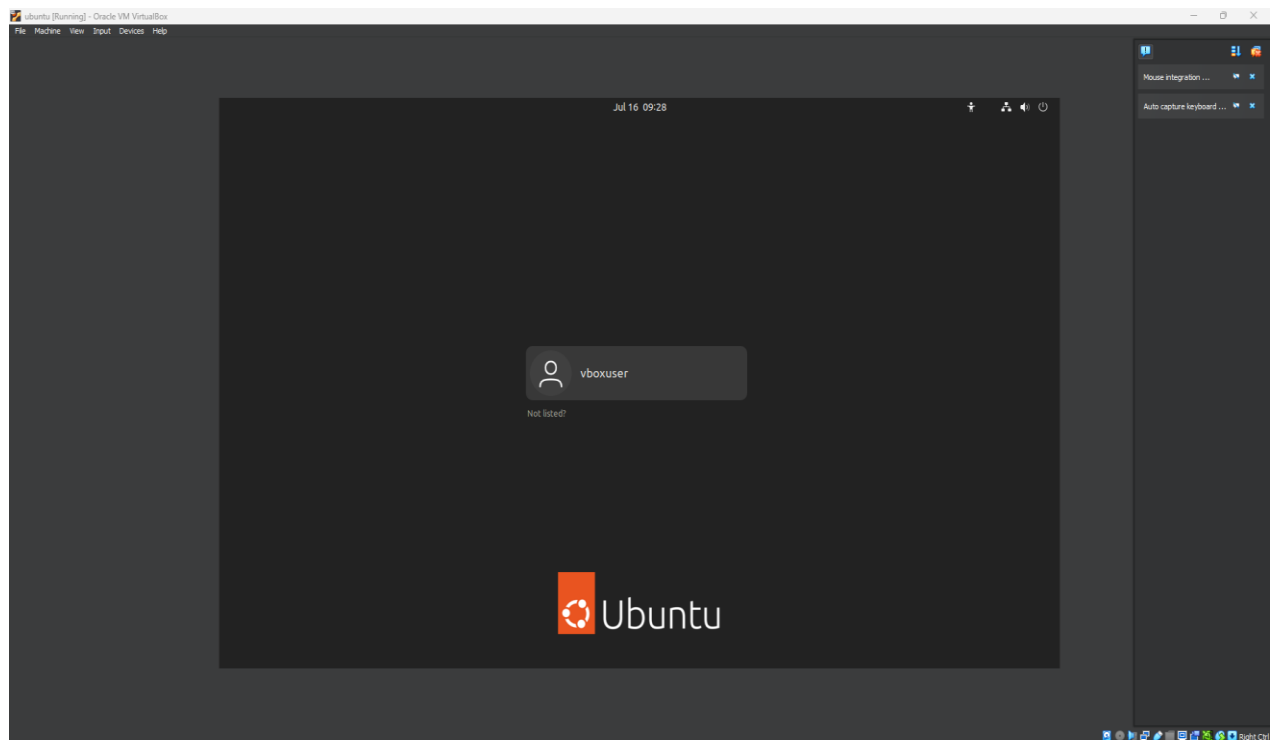 ubuntu [Running] - Oracle VM VirtualBox
File Machine View Input Devices Help
Mouse integration ...
Auto capture keyboard ...
Jul 16 09:28
vboxuser
Not listed?
Ubuntu
Right Ctrl